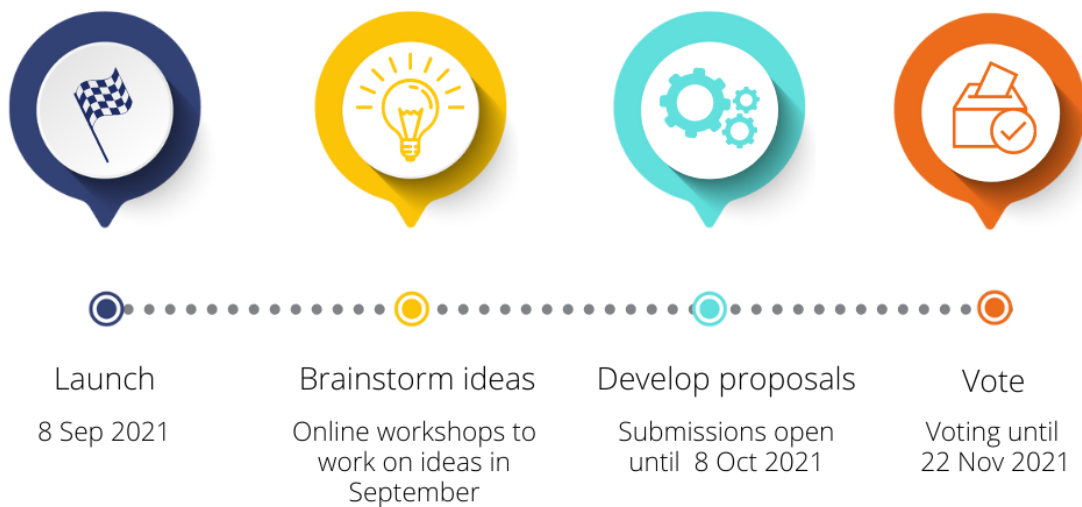 Launch
8 Sep 2021
Brainstorm ideas
Online workshops to
work on ideas in
September
Develop proposals
Submissions open
until 8 Oct 2021
Vote
Voting until
22 Nov 2021